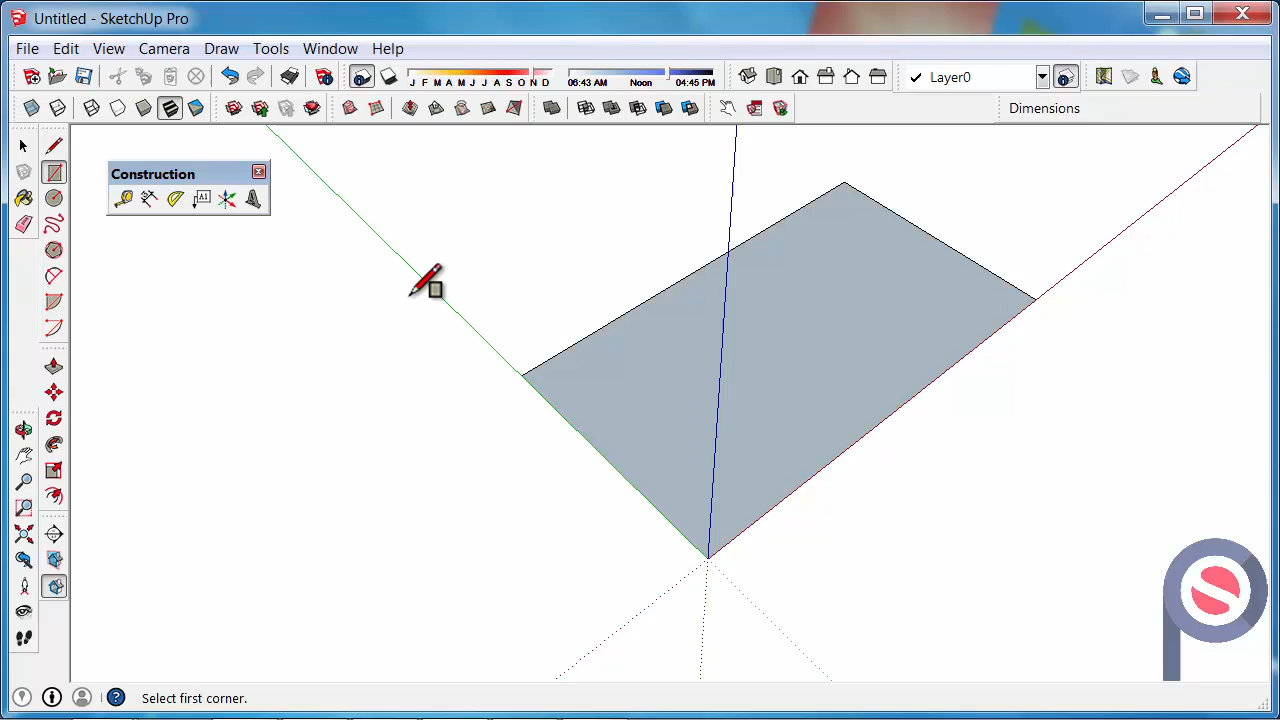 Untitled - SketchUp Pro
File Edit View Camera Draw Tools Window Help
J F M A M J J A S O N D 06:43 AM Noon 04:45 PM Layer0
Dimensions
Construction
A1
Select first corner.